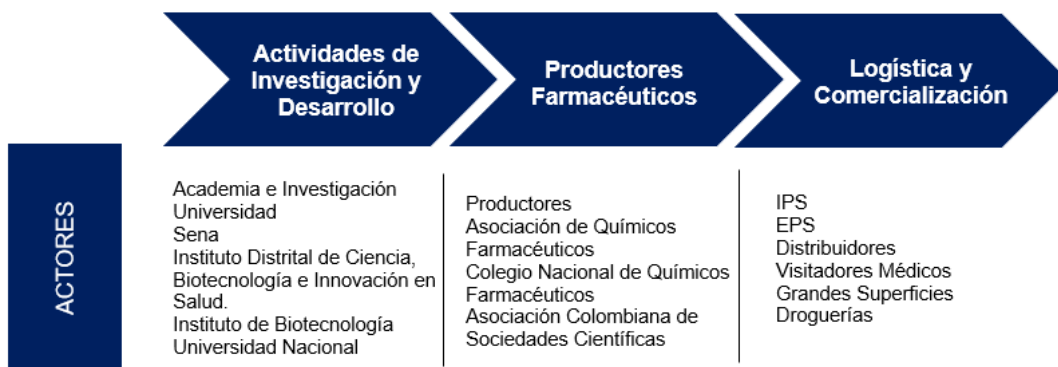 Actividades de
Investigación y
Desarrollo
Productores
Farmacéuticos
Logística y
Comercialización
ACTORES
Academia e Investigación
Universidad
Sena
Instituto Distrital de Ciencia,
Biotecnología e Innovación en
Salud.
Instituto de Biotecnología
Universidad Nacional
Productores
Asociación de Químicos
Farmacéuticos
Colegio Nacional de Químicos
Farmacéuticos
Asociación Colombiana de
Sociedades Científicas
IPS
EPS
Distribuidores
Visitadores Médicos
Grandes Superficies
Droguerías